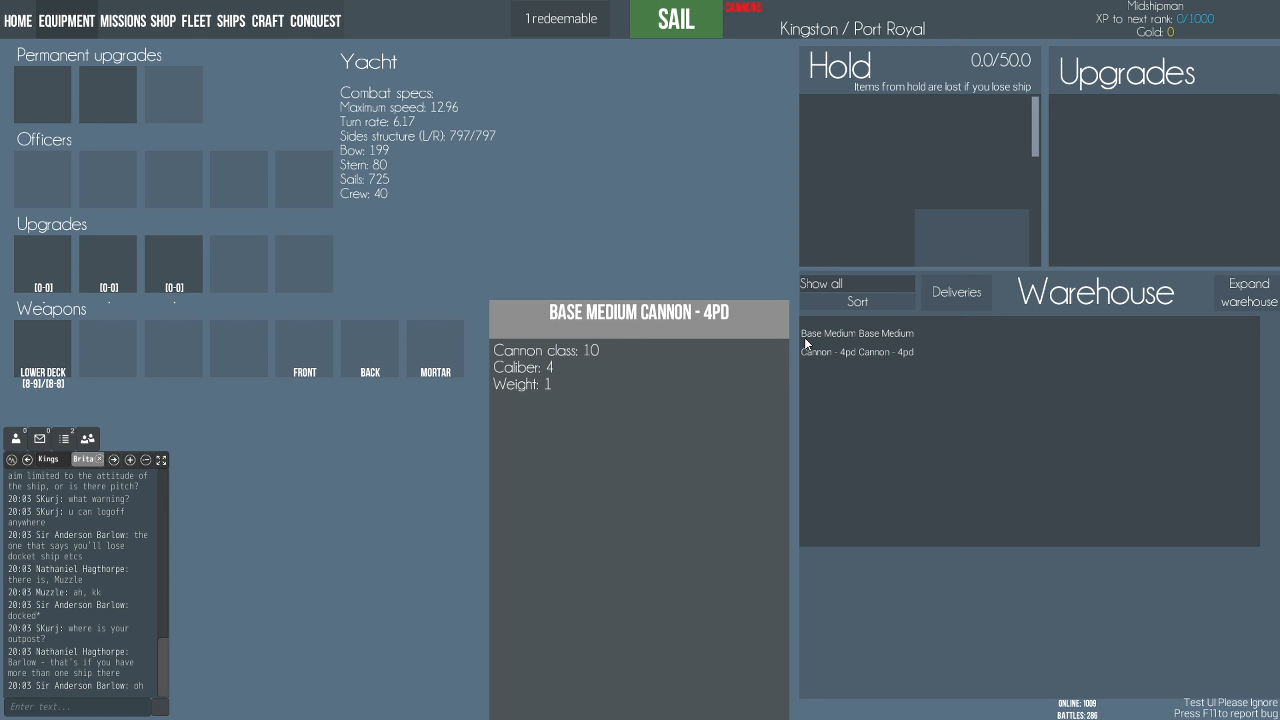 HOME EQUIPMENT MISSIONS SHOP FLEET SHIPS CRAFT CONQUEST
1 redeemable
SAIL
Kingston / Port Royal
Midshipman
XP to next rank: 0/1000
Gold: 0
Permanent upgrades
Officers
Upgrades
[0-0]
[0-0]
[0-0]
Weapons
LOWER DECK
[8-9]/[8-8]
FRONT
BACK
MORTAR
Yacht
Combat specs:
Maximum speed: 12.96
Turn rate: 6.17
Sides structure (L/R): 797/797
Bow: 199
Stern: 80
Sails: 725
Crew: 40
BASE MEDIUM CANNON - 4PD
Cannon class: 10
Caliber: 4
Weight: 1
Hold
0.0/50.0
Items from hold are lost if you lose ship
Upgrades
Show all
Sort
Deliveries
Warehouse
Expand
warehouse
Base Medium Base Medium
Cannon - 4pd Cannon - 4pd
0
0
2
Kings
Brita
aim limited to the attitude of
the ship, or is there pitch?
20:03 SKurj: what warning?
20:03 SKurj: u can logoff
anywhere
20:03 Sir Anderson Barlow: the
one that says you'll lose
docket ship etcs
20:03 Nathaniel Hagthorpe:
there is, Muzzle
20:03 Muzzle: ah, kk
20:03 Sir Anderson Barlow:
docked*
20:03 SKurj: where is your
outpost?
20:03 Nathaniel Hagthorpe:
Barlow - that's if you have
more than one ship there
20:03 Sir Anderson Barlow: oh
Enter text...
ONLINE: 1009
BATTLES: 286
Test UI Please Ignore
Press F11 to report bug